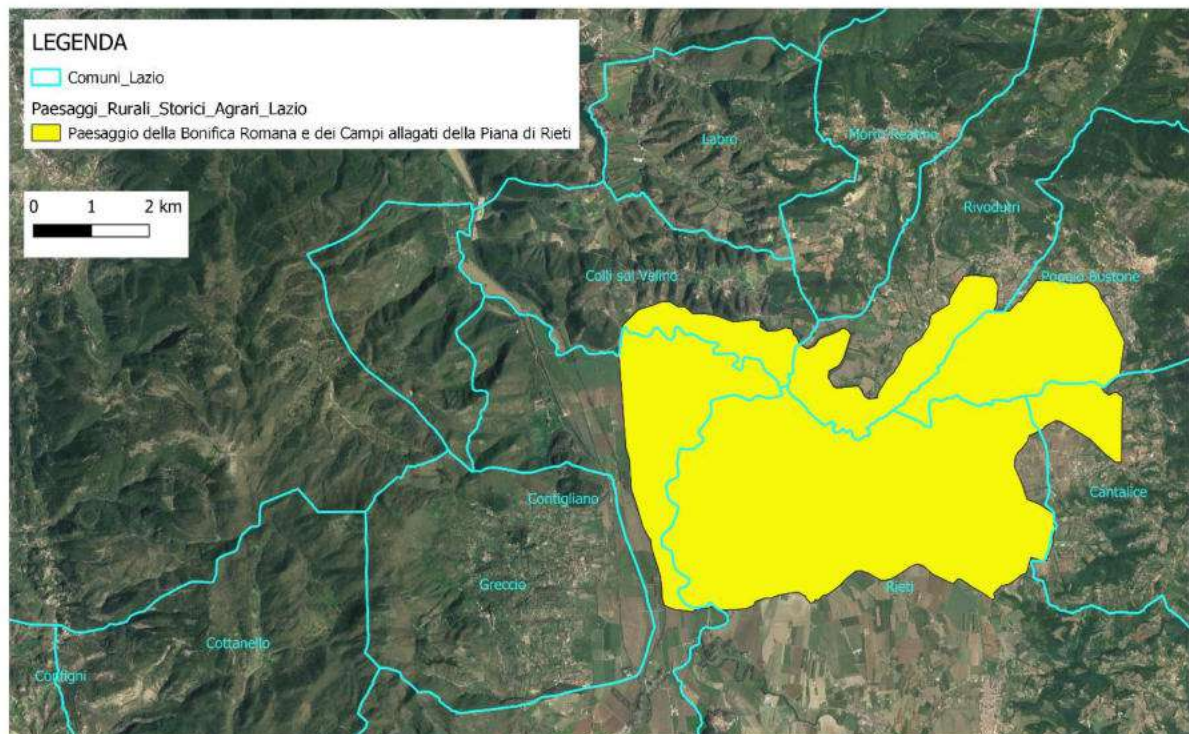 LEGENDA
Comuni_Lazio
Paesaggi_Rurali_Storici_Agrari_Lazio
Paesaggio della Bonifica Romana e dei Campi allagati della Piana di Rieti
0 1 2 km
Labro
Morro Reatino
Rivodutri
Colli sul Velino
Poggio Bustone
Contigliano
Cantalice
Greccio
Rieti
Cottanello
Configni